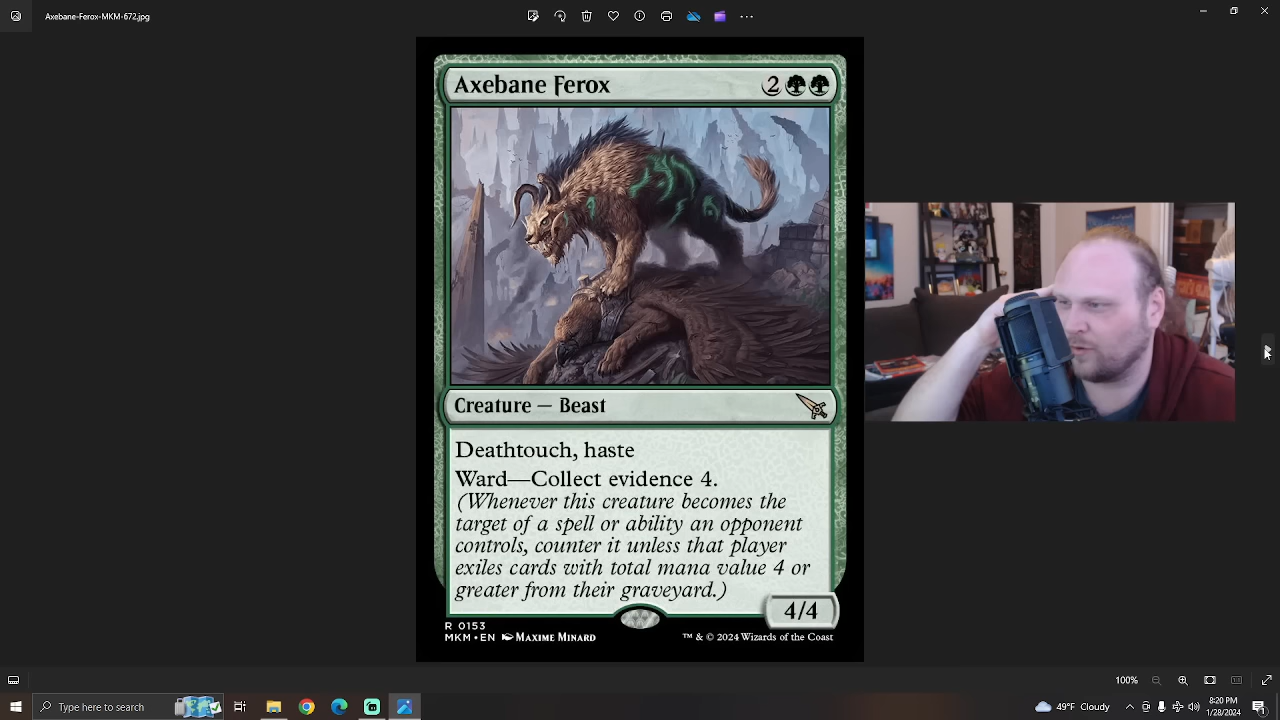 Axebane-Ferox-MKM-672.jpg
Axebane Ferox 2
Creature — Beast
Deathtouch, haste
Ward—Collect evidence 4.
(Whenever this creature becomes the
target of a spell or ability an opponent
controls, counter it unless that player
exiles cards with total mana value 4 or
greater from their graveyard.)
4/4
R 0153
MKM • EN Maxime Minard
™ & © 2024 Wizards of the Coast
100%
Type here to search
49°F Cloudy
8:20 PM
1/28/2024